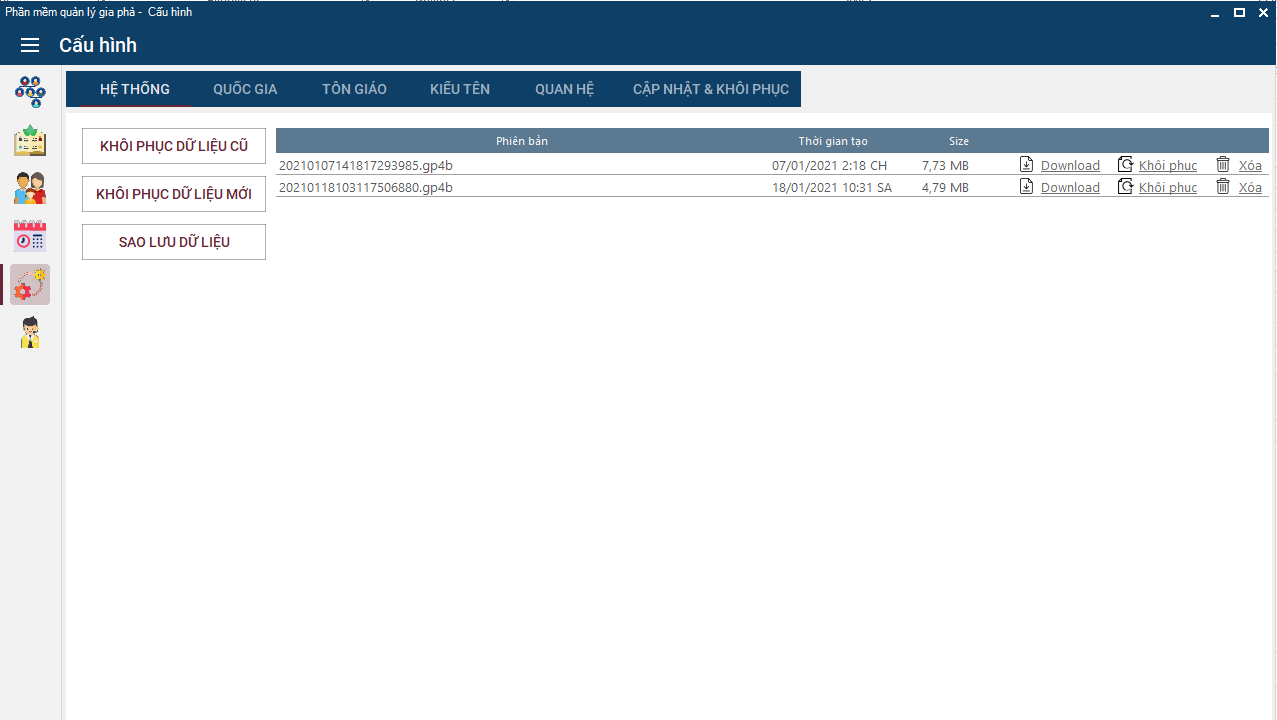 Phần mềm quản lý gia phả - Cấu hình
Cấu hình
HỆ THỐNG QUỐC GIA TÔN GIÁO KIỂU TÊN QUAN HỆ CẬP NHẬT & KHÔI PHỤC
KHÔI PHỤC DỮ LIỆU CŨ
KHÔI PHỤC DỮ LIỆU MỚI
SAO LƯU DỮ LIỆU
Phiên bản Thời gian tạo Size
20210107141817293985.gp4b 07/01/2021 2:18 CH 7,73 MB Download Khôi phuc Xóa
20210118103117506880.gp4b 18/01/2021 10:31 SA 4,79 MB Download Khôi phuc Xóa